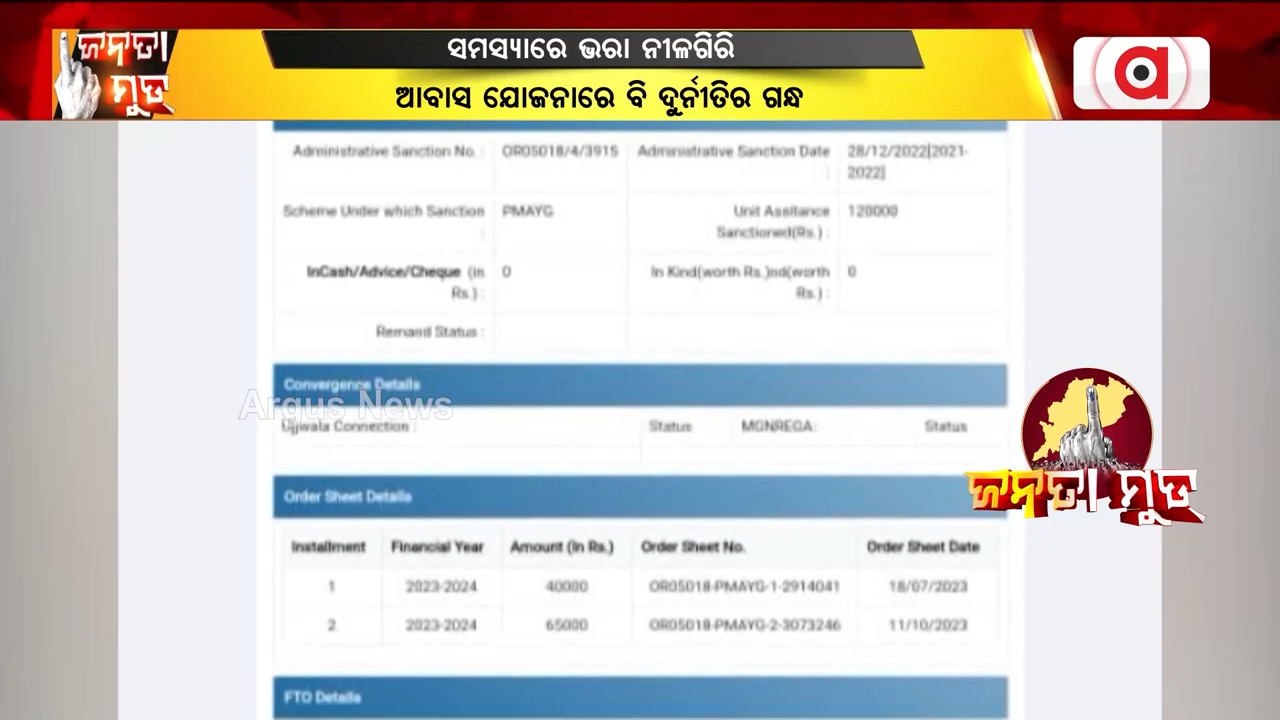 ଜନତା ମୁଡ୍
ସମସ୍ୟାରେ ଭରା ନୀଳଗିରି
ଆବାସ ଯୋଜନାରେ ବି ଦୁର୍ନୀତିର ଗନ୍ଧ
a
Administrative Sanction No. : OR05018/4/3915 Administrative Sanction Date : 28/12/2022[2021-2022]
Scheme Under which Sanction : PMAYG Unit Assitance Sanctioned(Rs.) : 120000
InCash/Advice/Cheque (in Rs.) : 0 In Kind(worth Rs.)nd(worth Rs.) : 0
Remand Status :
Convergence Details
Argus News
Ujjwala Connection : Status MGNREGA: Status
Order Sheet Details
ଜନତା ମୁଡ୍
Installment Financial Year Amount (In Rs.) Order Sheet No. Order Sheet Date
1 2023-2024 40000 OR05018-PMAYG-1-2914041 18/07/2023
2 2023-2024 65000 OR05018-PMAYG-2-3073246 11/10/2023
FTO Details